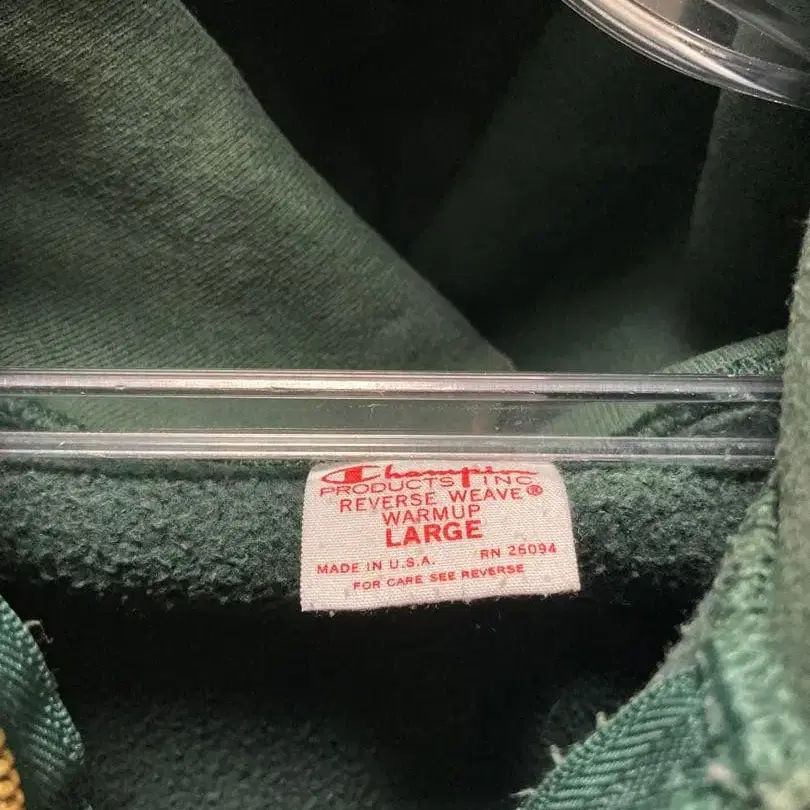 Champion
PRODUCTS INC.
REVERSE WEAVE®
WARMUP
LARGE
MADE IN U.S.A. RN 26094
FOR CARE SEE REVERSE